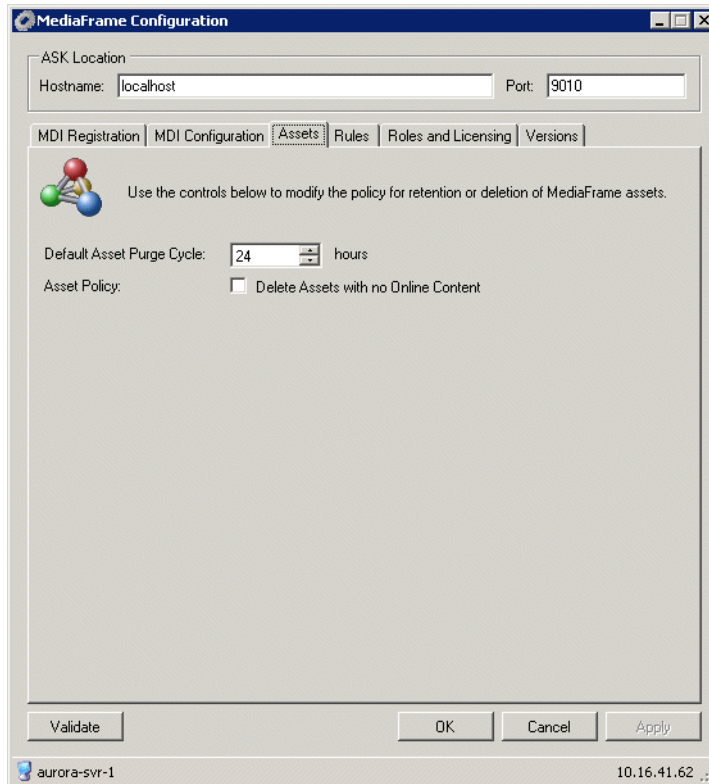 MediaFrame Configuration
ASK Location
Hostname: localhost Port: 9010
MDI Registration MDI Configuration Assets Rules Roles and Licensing Versions
Use the controls below to modify the policy for retention or deletion of MediaFrame assets.
Default Asset Purge Cycle: 24 hours
Asset Policy: Delete Assets with no Online Content
Validate OK Cancel Apply
aurora-svr-1 10.16.41.62